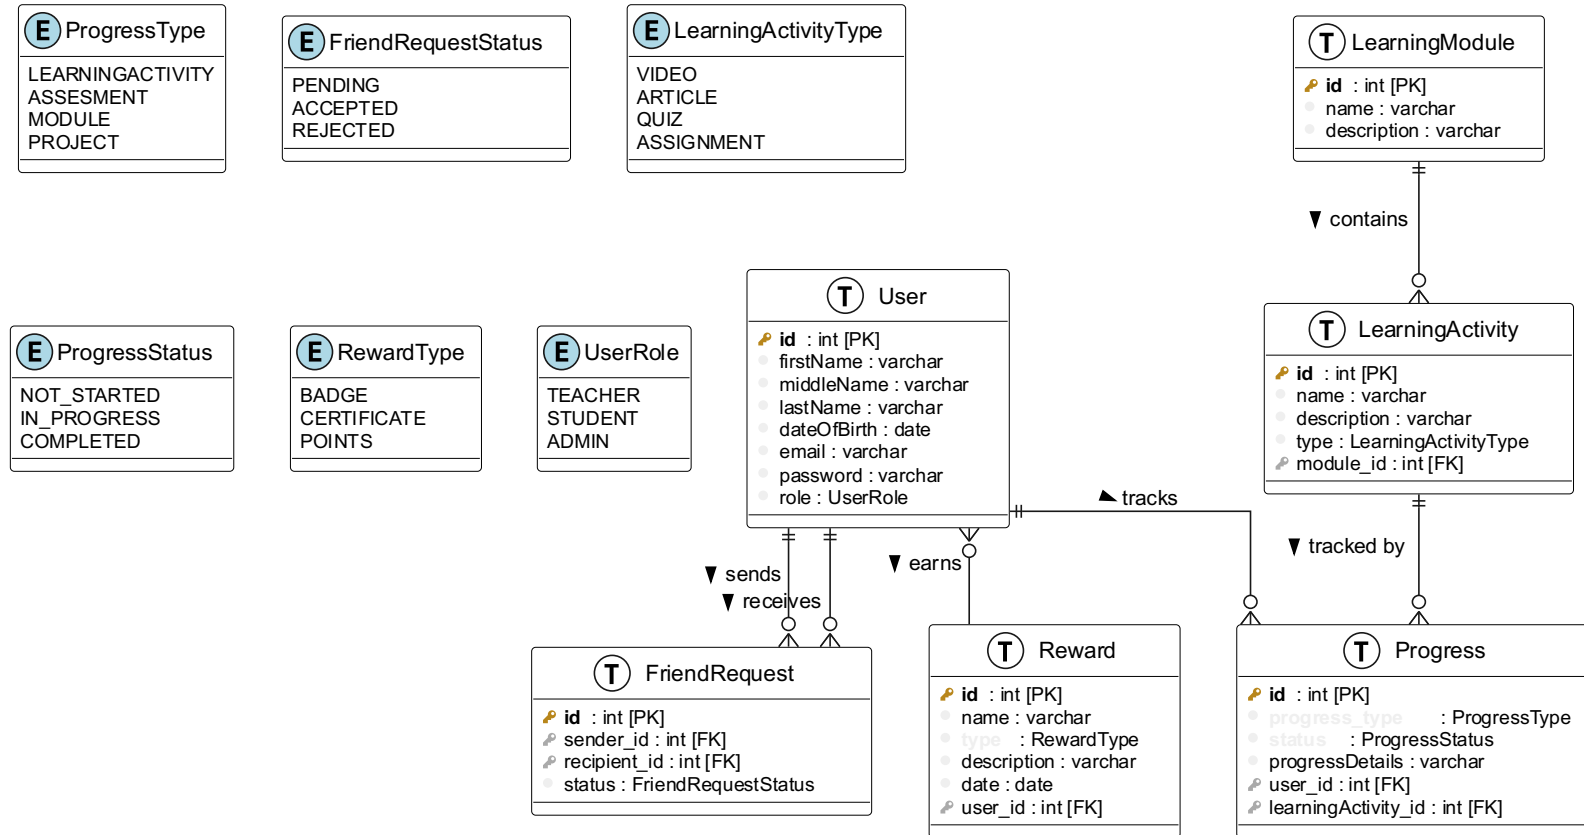 E ProgressType
LEARNINGACTIVITY
ASSESMENT
MODULE
PROJECT
E FriendRequestStatus
PENDING
ACCEPTED
REJECTED
E LearningActivityType
VIDEO
ARTICLE
QUIZ
ASSIGNMENT
T LearningModule
id : int [PK]
name : varchar
description : varchar
▼ contains
E ProgressStatus
NOT_STARTED
IN_PROGRESS
COMPLETED
E RewardType
BADGE
CERTIFICATE
POINTS
E UserRole
TEACHER
STUDENT
ADMIN
T User
id : int [PK]
firstName : varchar
middleName : varchar
lastName : varchar
dateOfBirth : date
email : varchar
password : varchar
role : UserRole
T LearningActivity
id : int [PK]
name : varchar
description : varchar
type : LearningActivityType
module_id : int [FK]
tracks
▼ sends
▼ receives
▼ earns
▼ tracked by
T FriendRequest
id : int [PK]
sender_id : int [FK]
recipient_id : int [FK]
status : FriendRequestStatus
T Reward
id : int [PK]
name : varchar
type : RewardType
description : varchar
date : date
user_id : int [FK]
T Progress
id : int [PK]
progress_type : ProgressType
status : ProgressStatus
progressDetails : varchar
user_id : int [FK]
learningActivity_id : int [FK]